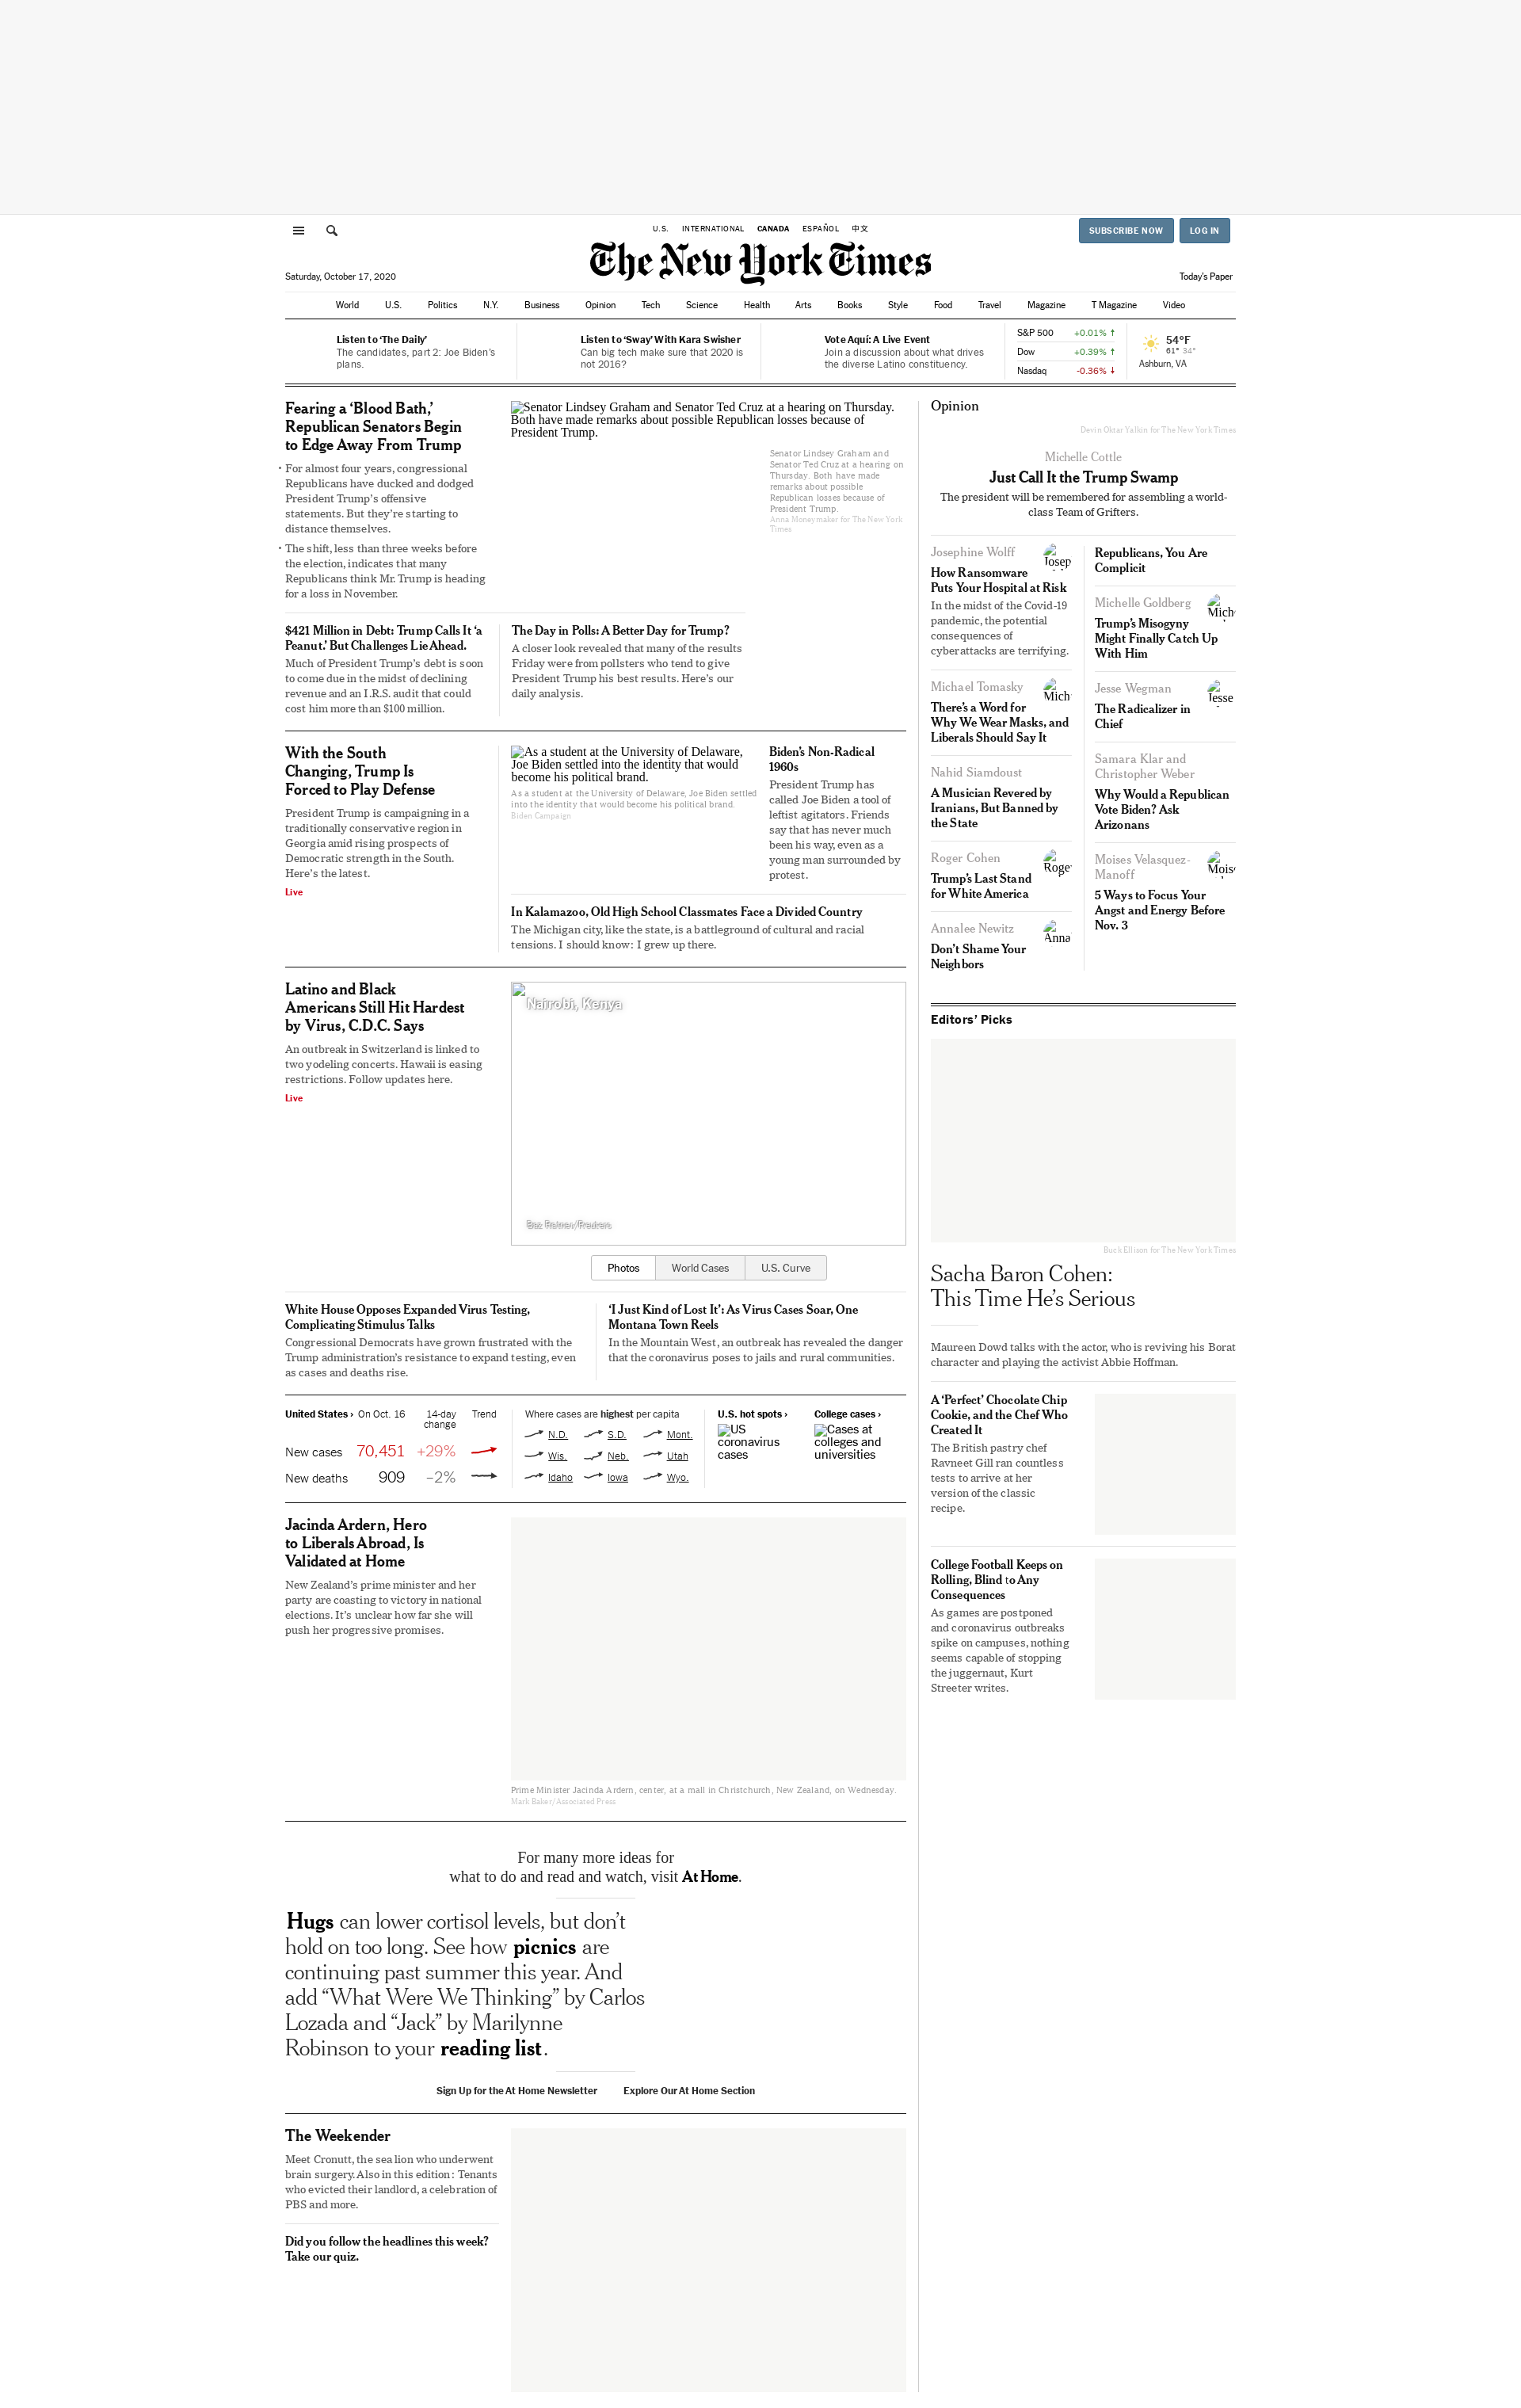 U.S. INTERNATIONAL CANADA ESPAÑOL 中文
SUBSCRIBE NOW LOG IN
The New York Times
Saturday, October 17, 2020
Today's Paper
World U.S. Politics N.Y. Business Opinion Tech Science Health Arts Books Style Food Travel Magazine T Magazine Video
Listen to ‘The Daily’
The candidates, part 2: Joe Biden's
plans.
Listen to ‘Sway’ With Kara Swisher
Can big tech make sure that 2020 is
not 2016?
Vote Aquí: A Live Event
Join a discussion about what drives
the diverse Latino constituency.
S&P 500 +0.01% ↑
Dow +0.39% ↑
Nasdaq -0.36% ↓
54°F
61° 34°
Ashburn, VA
Fearing a ‘Blood Bath,’
Republican Senators Begin
to Edge Away From Trump
• For almost four years, congressional
Republicans have ducked and dodged
President Trump’s offensive
statements. But they’re starting to
distance themselves.
• The shift, less than three weeks before
the election, indicates that many
Republicans think Mr. Trump is heading
for a loss in November.
Senator Lindsey Graham and Senator Ted Cruz at a hearing on Thursday.
Both have made remarks about possible Republican losses because of
President Trump.
Senator Lindsey Graham and
Senator Ted Cruz at a hearing on
Thursday. Both have made
remarks about possible
Republican losses because of
President Trump.
Anna Moneymaker for The New York
Times
$421 Million in Debt: Trump Calls It ‘a
Peanut.’ But Challenges Lie Ahead.
Much of President Trump’s debt is soon
to come due in the midst of declining
revenue and an I.R.S. audit that could
cost him more than $100 million.
The Day in Polls: A Better Day for Trump?
A closer look revealed that many of the results
Friday were from pollsters who tend to give
President Trump his best results. Here’s our
daily analysis.
With the South
Changing, Trump Is
Forced to Play Defense
President Trump is campaigning in a
traditionally conservative region in
Georgia amid rising prospects of
Democratic strength in the South.
Here’s the latest.
Live
As a student at the University of Delaware,
Joe Biden settled into the identity that would
become his political brand.
As a student at the University of Delaware, Joe Biden settled
into the identity that would become his political brand.
Biden Campaign
Biden’s Non-Radical
1960s
President Trump has
called Joe Biden a tool of
leftist agitators. Friends
say that has never much
been his way, even as a
young man surrounded by
protest.
In Kalamazoo, Old High School Classmates Face a Divided Country
The Michigan city, like the state, is a battleground of cultural and racial
tensions. I should know: I grew up there.
Latino and Black
Americans Still Hit Hardest
by Virus, C.D.C. Says
An outbreak in Switzerland is linked to
two yodeling concerts. Hawaii is easing
restrictions. Follow updates here.
Live
Nairobi, Kenya
Baz Ratner/Reuters
Photos World Cases U.S. Curve
White House Opposes Expanded Virus Testing,
Complicating Stimulus Talks
Congressional Democrats have grown frustrated with the
Trump administration’s resistance to expand testing, even
as cases and deaths rise.
‘I Just Kind of Lost It’: As Virus Cases Soar, One
Montana Town Reels
In the Mountain West, an outbreak has revealed the danger
that the coronavirus poses to jails and rural communities.
United States › On Oct. 16 14-day Trend
change
New cases 70,451 +29%
New deaths 909 –2%
Where cases are highest per capita
N.D. S.D. Mont.
Wis. Neb. Utah
Idaho Iowa Wyo.
U.S. hot spots ›
US
coronavirus
cases
College cases ›
Cases at
colleges and
universities
Jacinda Ardern, Hero
to Liberals Abroad, Is
Validated at Home
New Zealand’s prime minister and her
party are coasting to victory in national
elections. It’s unclear how far she will
push her progressive promises.
Prime Minister Jacinda Ardern, center, at a mall in Christchurch, New Zealand, on Wednesday.
Mark Baker/Associated Press
For many more ideas for
what to do and read and watch, visit At Home.
Hugs can lower cortisol levels, but don’t
hold on too long. See how picnics are
continuing past summer this year. And
add “What Were We Thinking” by Carlos
Lozada and “Jack” by Marilynne
Robinson to your reading list.
Sign Up for the At Home Newsletter Explore Our At Home Section
The Weekender
Meet Cronutt, the sea lion who underwent
brain surgery. Also in this edition: Tenants
who evicted their landlord, a celebration of
PBS and more.
Did you follow the headlines this week?
Take our quiz.
Opinion
Devin Oktar Yalkin for The New York Times
Michelle Cottle
Just Call It the Trump Swamp
The president will be remembered for assembling a world-
class Team of Grifters.
Josephine Wolff
Josep
How Ransomware
Puts Your Hospital at Risk
In the midst of the Covid-19
pandemic, the potential
consequences of
cyberattacks are terrifying.
Michael Tomasky
Mich
There’s a Word for
Why We Wear Masks, and
Liberals Should Say It
Nahid Siamdoust
A Musician Revered by
Iranians, But Banned by
the State
Roger Cohen
Roger
Trump’s Last Stand
for White America
Annalee Newitz
Anna
Don’t Shame Your
Neighbors
Republicans, You Are
Complicit
Michelle Goldberg
Mich
Trump’s Misogyny
Might Finally Catch Up
With Him
Jesse Wegman
Jesse
The Radicalizer in
Chief
Samara Klar and
Christopher Weber
Why Would a Republican
Vote Biden? Ask
Arizonans
Moises Velasquez-
Manoff
Moise
5 Ways to Focus Your
Angst and Energy Before
Nov. 3
Editors’ Picks
Buck Ellison for The New York Times
Sacha Baron Cohen:
This Time He’s Serious
Maureen Dowd talks with the actor, who is reviving his Borat
character and playing the activist Abbie Hoffman.
A ‘Perfect’ Chocolate Chip
Cookie, and the Chef Who
Created It
The British pastry chef
Ravneet Gill ran countless
tests to arrive at her
version of the classic
recipe.
College Football Keeps on
Rolling, Blind to Any
Consequences
As games are postponed
and coronavirus outbreaks
spike on campuses, nothing
seems capable of stopping
the juggernaut, Kurt
Streeter writes.